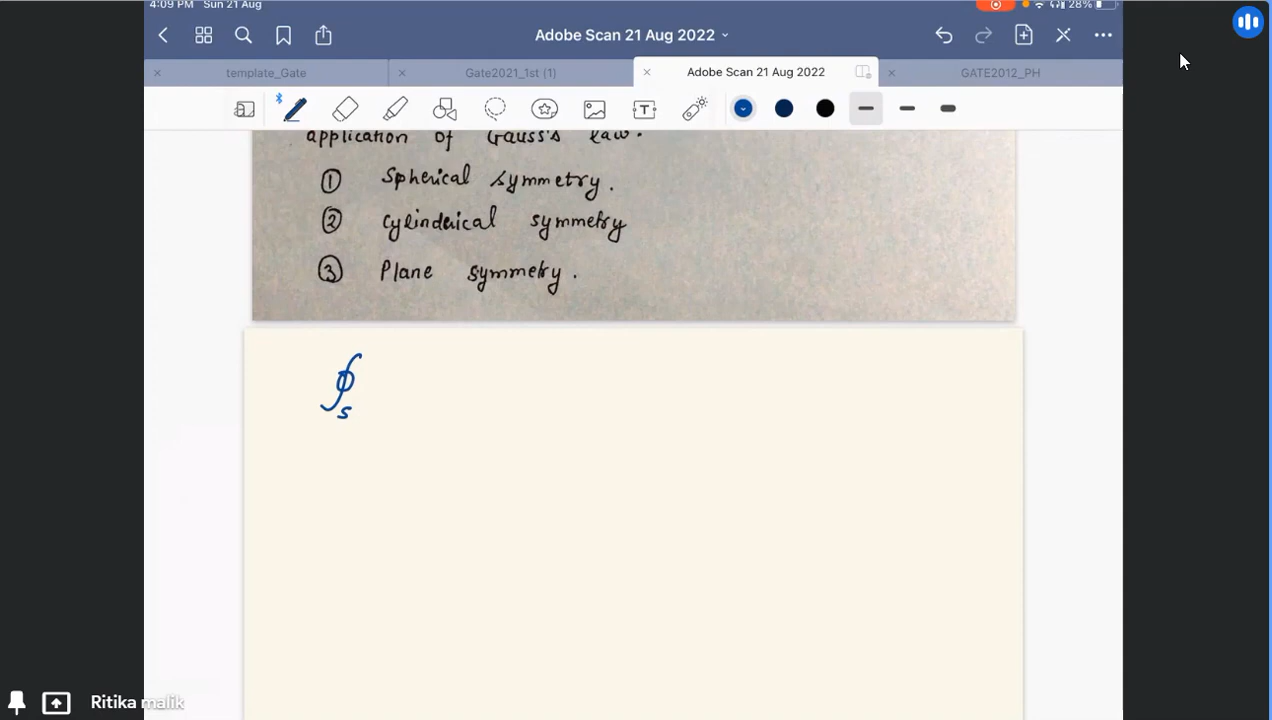 4:09 PM Sun 21 Aug
28%
Adobe Scan 21 Aug 2022
template_Gate
Gate2021_1st (1)
Adobe Scan 21 Aug 2022
GATE2012_PH
T
application of Gauss's law.
① Spherical symmetry.
② Cylinderical symmetry
③ Plane symmetry.
∮s
Ritika malik